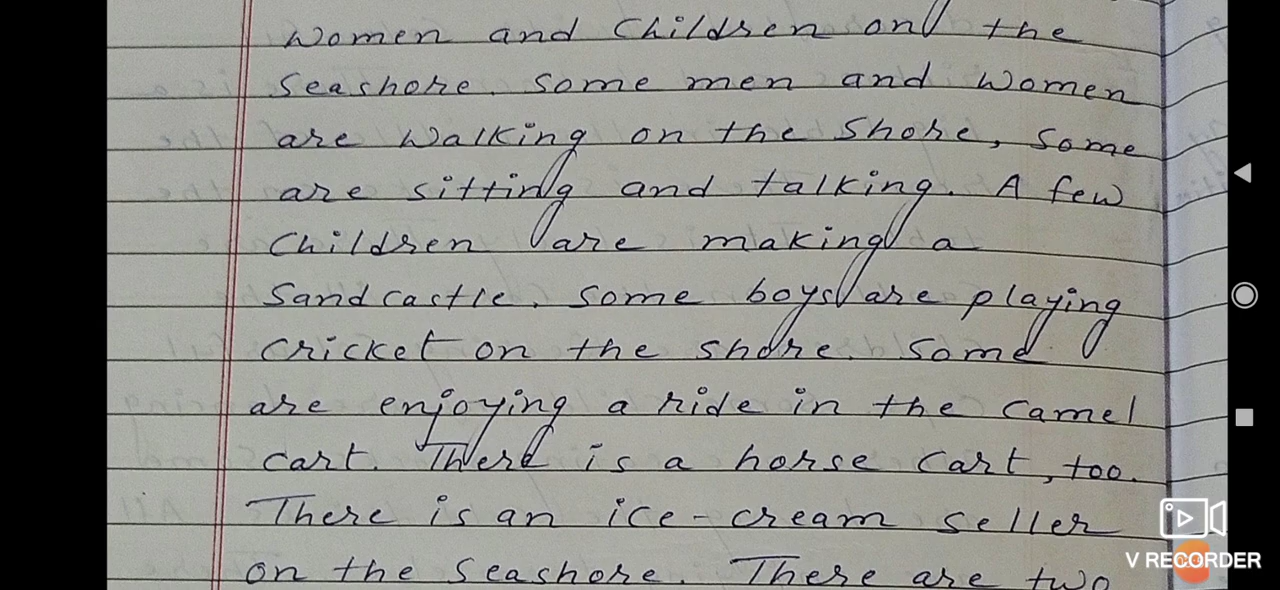 Women and Children on the
Seashore. Some men and women
are walking on the shore, some
are sitting and talking. A few
Children are making a
Sandcastle. Some boys are playing
Cricket on the shore. Some
are enjoying a ride in the camel
cart. There is a horse cart, too.
There is an ice-cream seller
on the seashore. There are two
V RECORDER